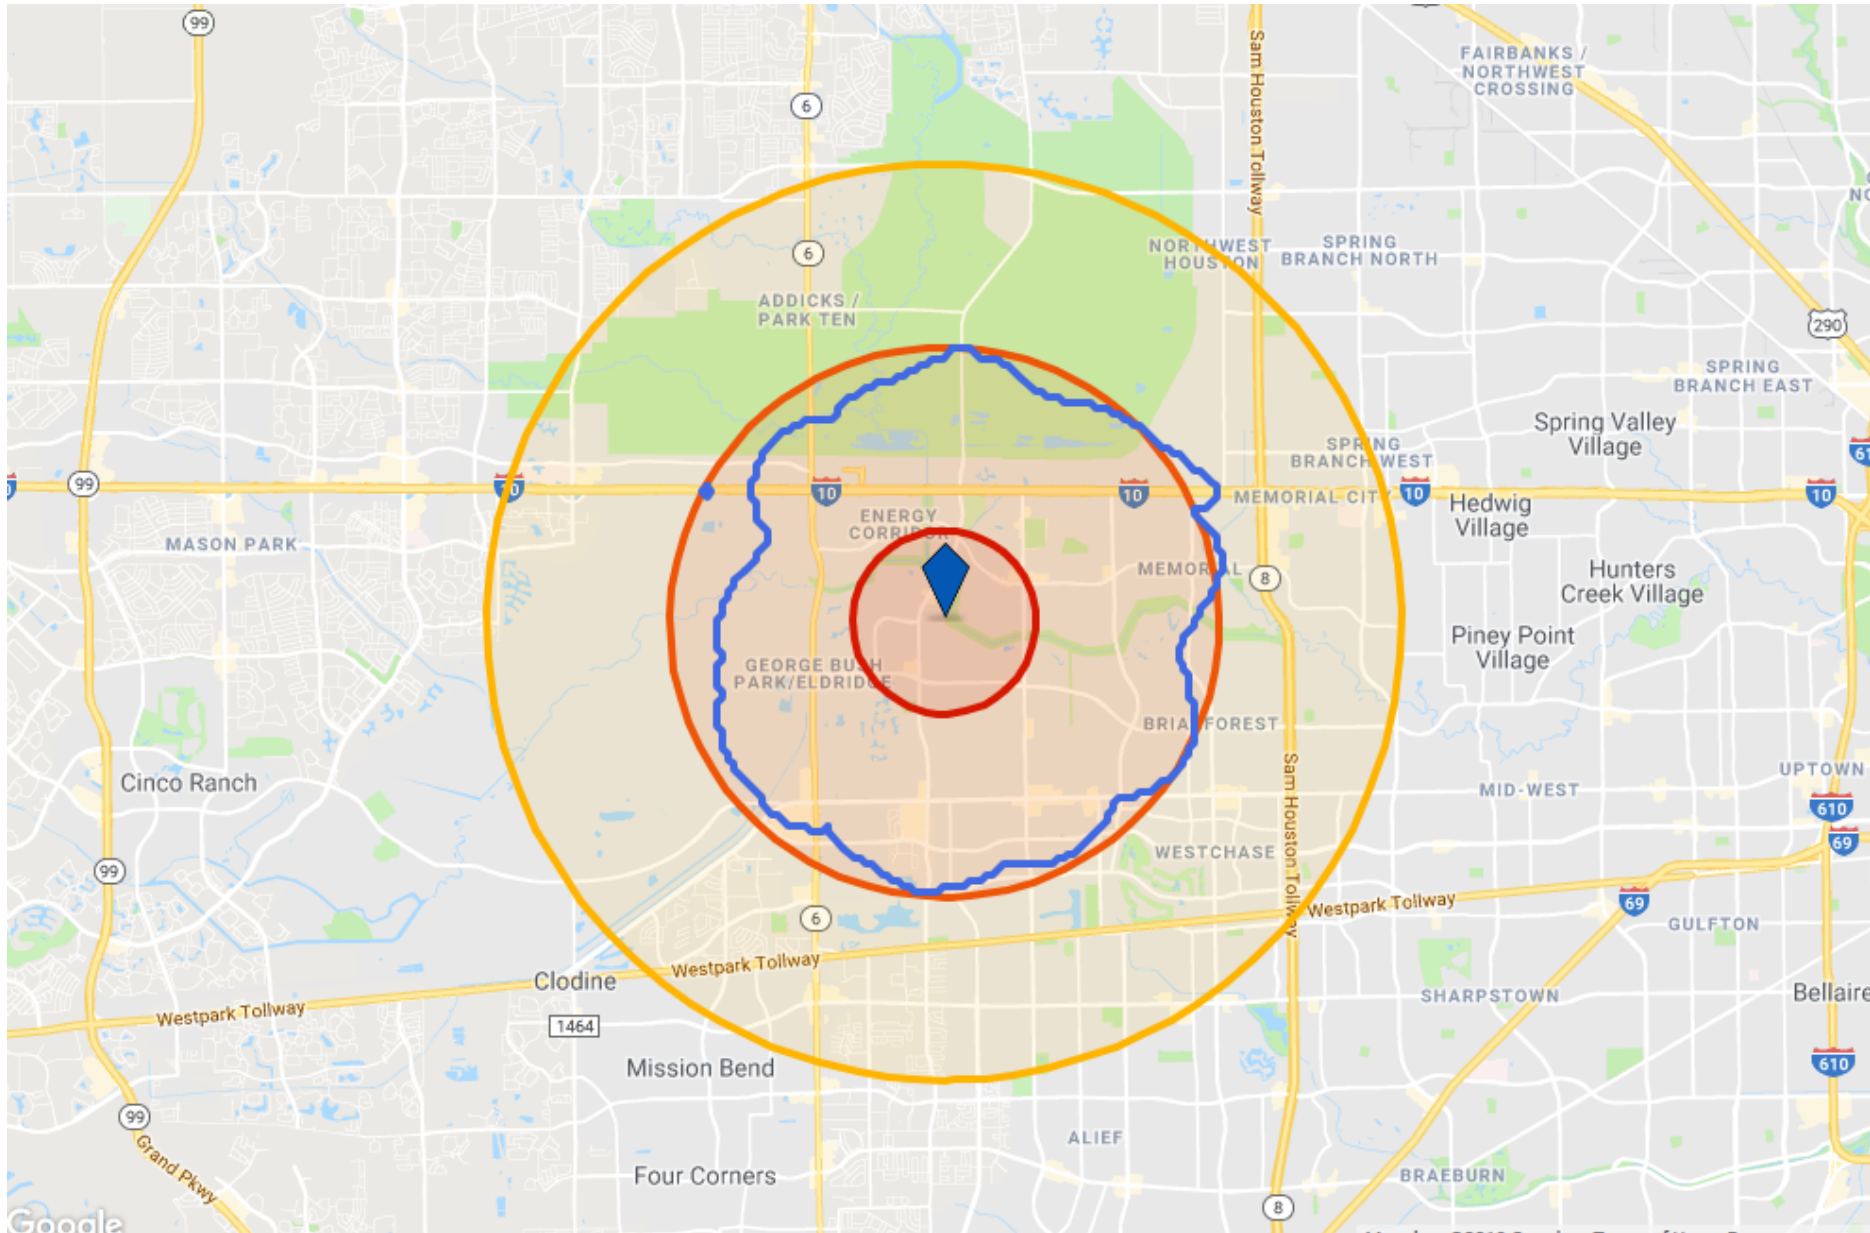 99
Sam Houston Tollway
FAIRBANKS /
NORTHWEST
CROSSING
6
6
NORTHWEST
HOUSTON
SPRING
BRANCH NORTH
ADDICKS /
PARK TEN
290
SPRING
BRANCH EAST
Spring Valley
Village
SPRING
BRANCH WEST
99
10
10
10
10
10
MEMORIAL CITY
Hedwig
Village
ENERGY
CORRIDOR
MASON PARK
MEMORIAL
8
Hunters
Creek Village
Piney Point
Village
GEORGE BUSH
PARK/ELDRIDGE
BRIAR FOREST
Cinco Ranch
Sam Houston Tollway
MID-WEST
UPTOWN
610
69
WESTCHASE
99
69
Westpark Tollway
GULFTON
6
Westpark Tollway
Clodine
Westpark Tollway
1464
SHARPSTOWN
Bellaire
Mission Bend
610
99
Grand Pkwy
ALIEF
Four Corners
BRAEBURN
8
Google